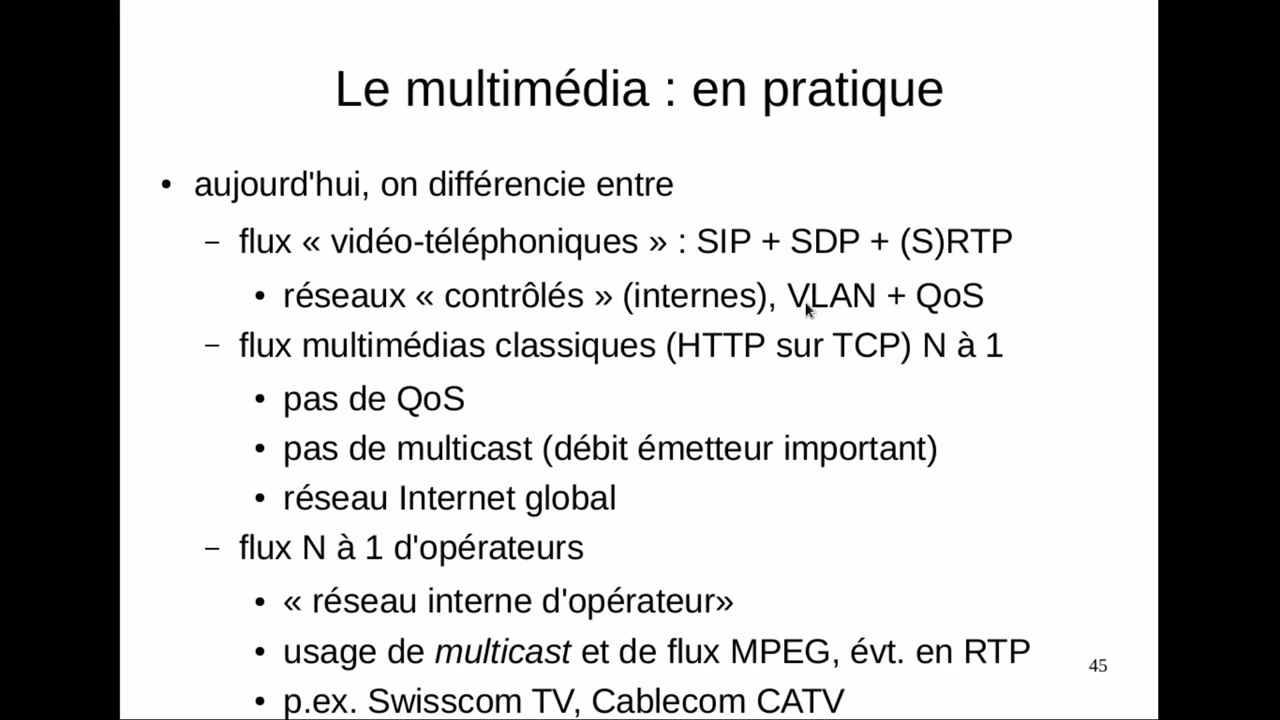 Le multimédia : en pratique
• aujourd'hui, on différencie entre
– flux « vidéo-téléphoniques » : SIP + SDP + (S)RTP
• réseaux « contrôlés » (internes), VLAN + QoS
– flux multimédias classiques (HTTP sur TCP) N à 1
• pas de QoS
• pas de multicast (débit émetteur important)
• réseau Internet global
– flux N à 1 d'opérateurs
• « réseau interne d'opérateur»
• usage de multicast et de flux MPEG, évt. en RTP
45
• p.ex. Swisscom TV, Cablecom CATV